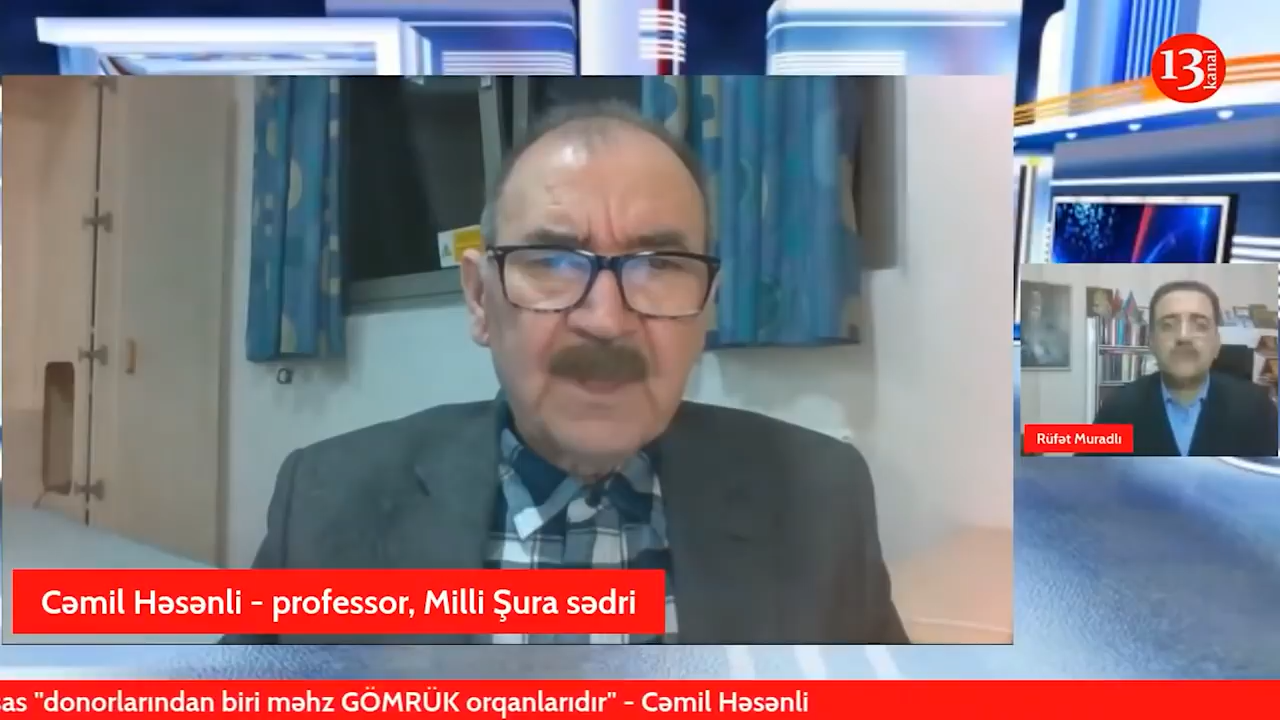 13
kanal
Rüfət Muradlı
Cəmil Həsənli - professor, Milli Şura sədri
"donorlarından biri məhz GÖMRÜK orqanlarıdır" - Cəmil Həsənli